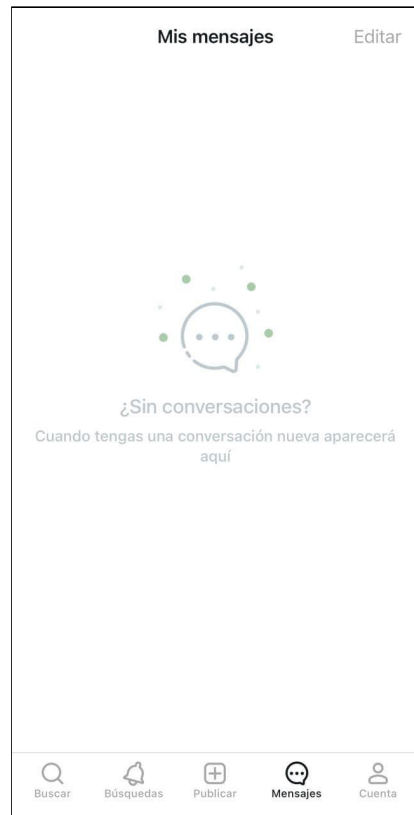 Mis mensajes
Editar
¿Sin conversaciones?
Cuando tengas una conversación nueva aparecerá
aquí
Buscar
Búsquedas
Publicar
Mensajes
Cuenta